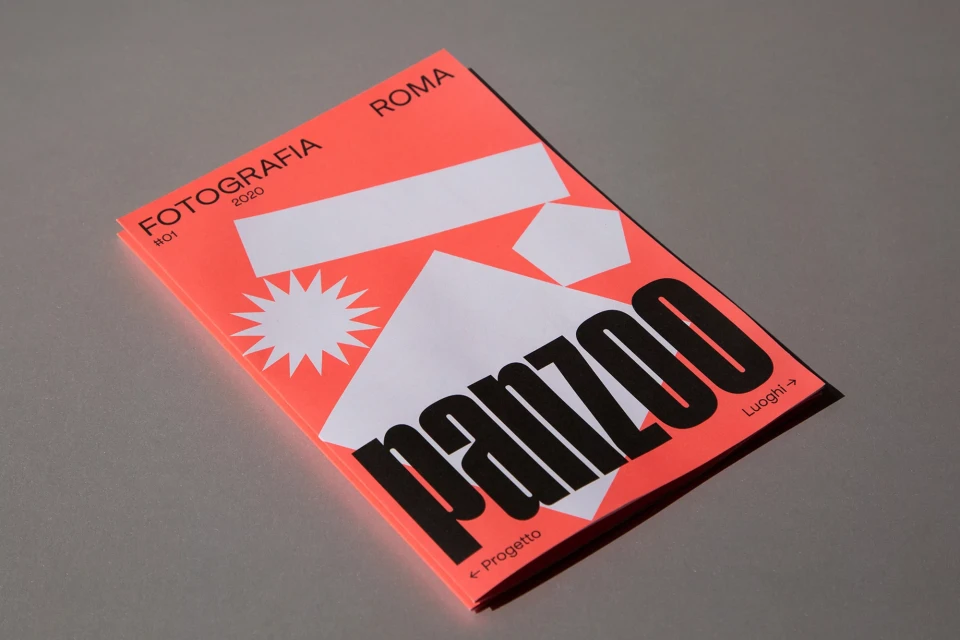 FOTOGRAFIA ROMA
#01 2020
panzoo
← Progetto Luoghi →